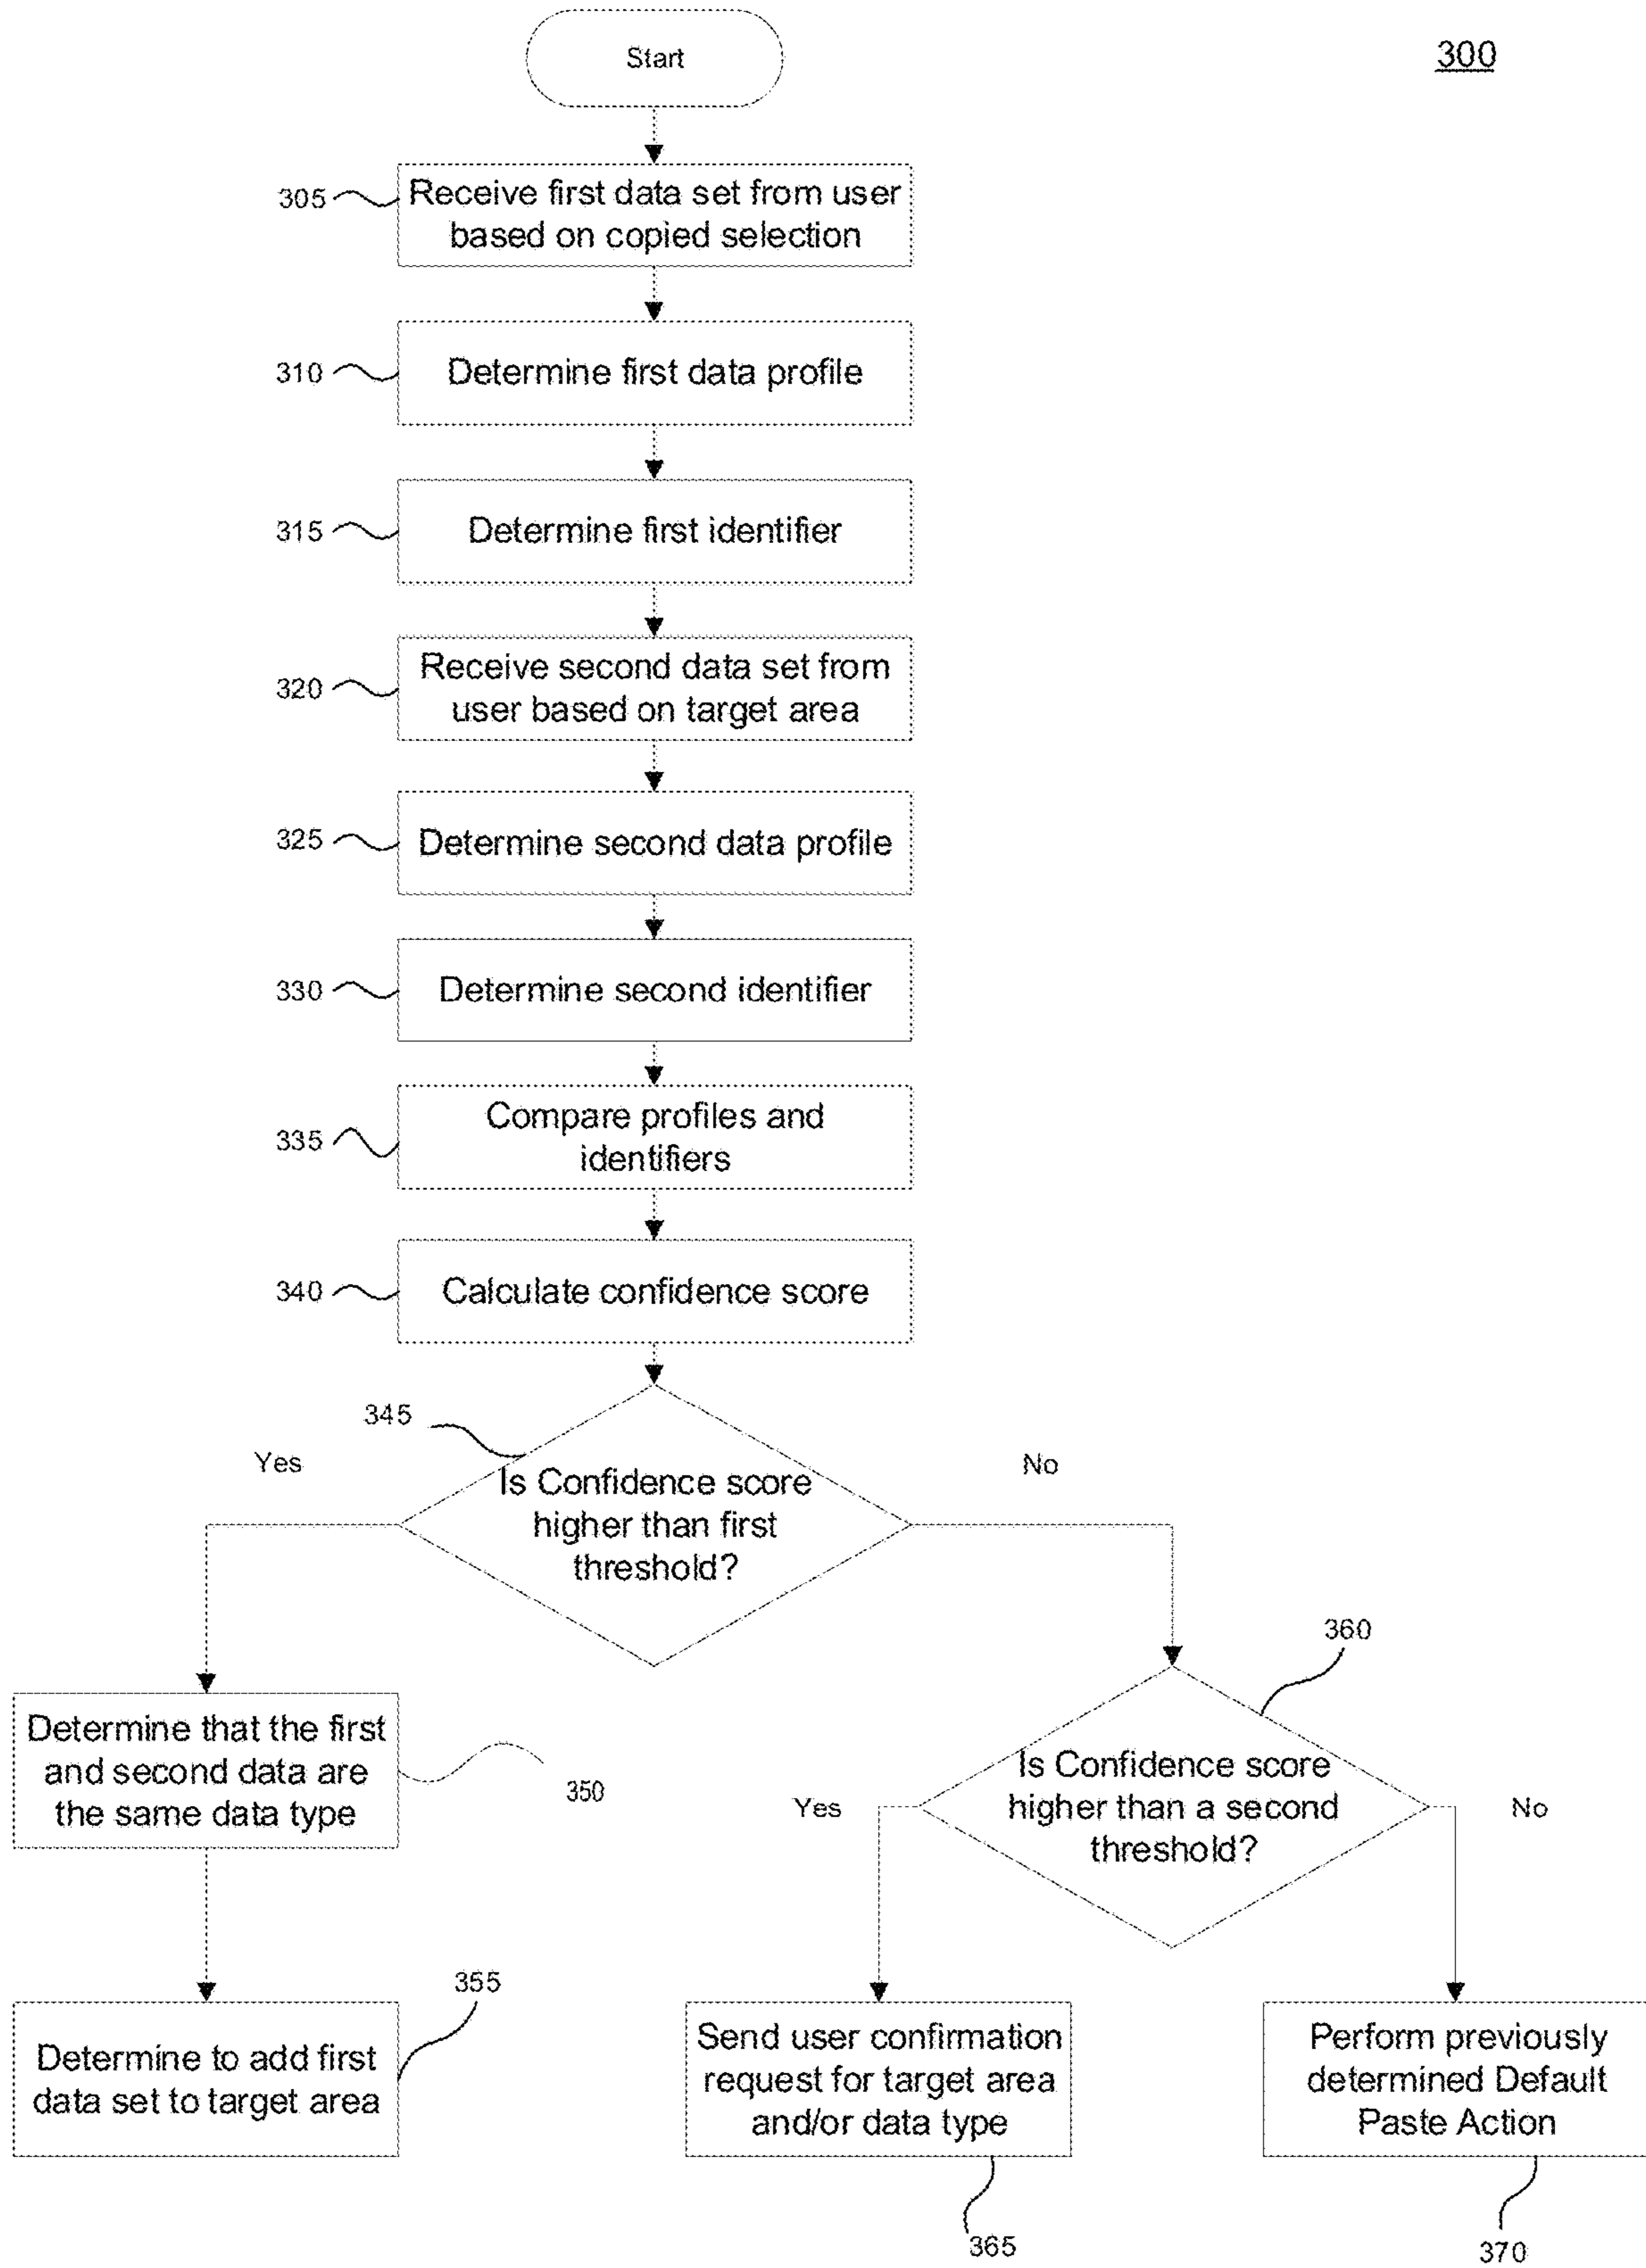 Start
300
305
Receive first data set from user
based on copied selection
310
Determine first data profile
315
Determine first identifier
320
Receive second data set from
user based on target area
325
Determine second data profile
330
Determine second identifier
335
Compare profiles and
identifiers
340
Calculate confidence score
345
Yes
Is Confidence score
higher than first
threshold?
No
360
Determine that the first
and second data are
the same data type
350
Yes
Is Confidence score
higher than a second
threshold?
No
355
Determine to add first
data set to target area
Send user confirmation
request for target area
and/or data type
Perform previously
determined Default
Paste Action
365
370